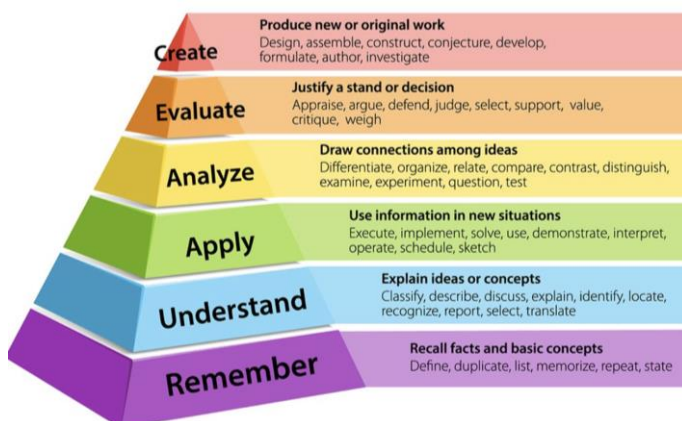 Create
Produce new or original work
Design, assemble, construct, conjecture, develop,
formulate, author, investigate
Evaluate
Justify a stand or decision
Appraise, argue, defend, judge, select, support, value,
critique, weigh
Analyze
Draw connections among ideas
Differentiate, organize, relate, compare, contrast, distinguish,
examine, experiment, question, test
Apply
Use information in new situations
Execute, implement, solve, use, demonstrate, interpret,
operate, schedule, sketch
Understand
Explain ideas or concepts
Classify, describe, discuss, explain, identify, locate,
recognize, report, select, translate
Remember
Recall facts and basic concepts
Define, duplicate, list, memorize, repeat, state